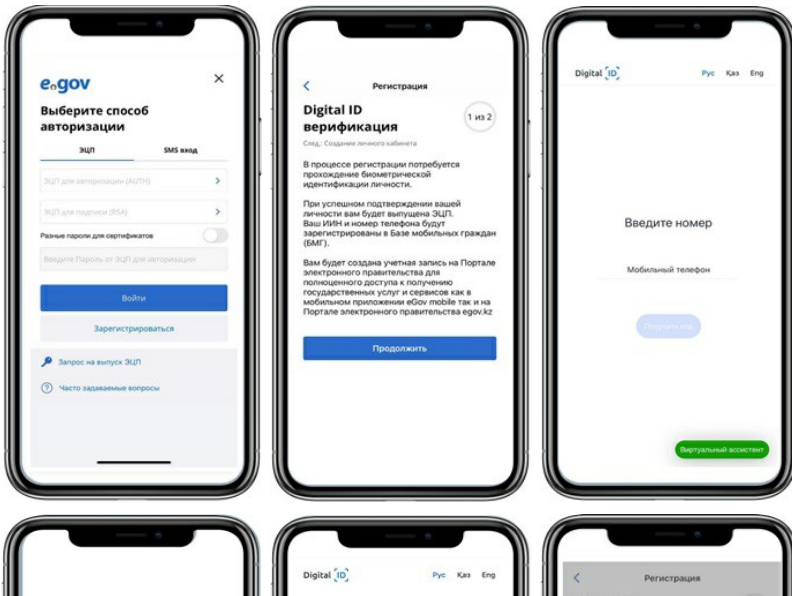 egov
Выберите способ
авторизации
ЭЦП
SMS вход
ЭЦП для авторизации (AUTH)
ЭЦП для подписи (RSA)
Разные пароли для сертификатов
Введите Пароль от ЭЦП для авторизации
Войти
Зарегистрироваться
Запрос на выпуск ЭЦП
Часто задаваемые вопросы
Регистрация
Digital ID
верификация
1 из 2
След.: Создание личного кабинета
В процессе регистрации потребуется
прохождение биометрической
идентификации личности.
При успешном подтверждении вашей
личности вам будет выпущена ЭЦП.
Ваш ИИН и номер телефона будут
зарегистрированы в Базе мобильных граждан
(БМГ).
Вам будет создана учетная запись на Портале
электронного правительства для
полноценного доступа к получению
государственных услуг и сервисов как в
мобильном приложении eGov mobile так и на
Портале электронного правительства egov.kz
Продолжить
Digital ID
Рус Қаз Eng
Введите номер
Мобильный телефон
Получить код
Виртуальный ассистент
Digital ID
Рус Қаз Eng
Регистрация